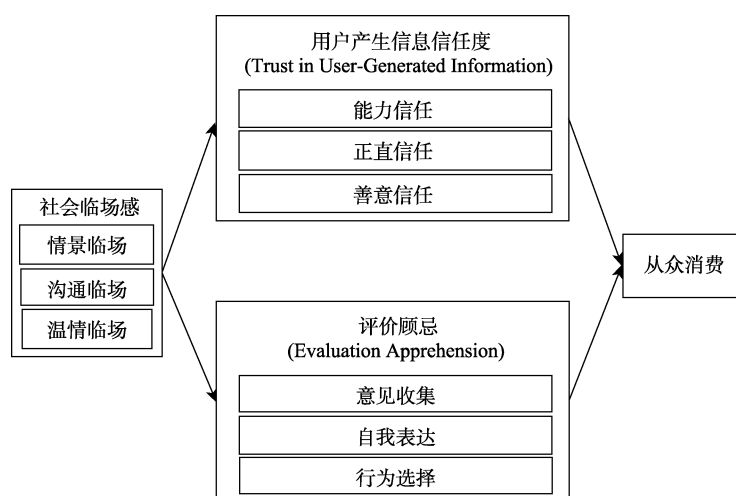 用户产生信息信任度
(Trust in User-Generated Information)
能力信任
正直信任
善意信任
社会临场感
情景临场
沟通临场
温情临场
从众消费
评价顾忌
(Evaluation Apprehension)
意见收集
自我表达
行为选择